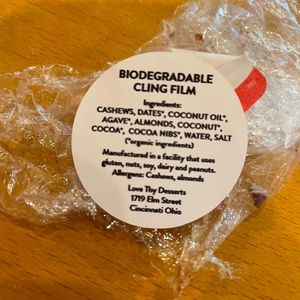 BIODEGRADABLE
CLING FILM
Ingredients:
CASHEWS, DATES*, COCONUT OIL*,
AGAVE*, ALMONDS, COCONUT*,
COCOA*, COCOA NIBS*, WATER, SALT
(*organic ingredients)
Manufactured in a facility that uses
gluten, nuts, soy, dairy and peanuts.
Allergens: Cashews, almonds
Love Thy Desserts
1719 Elm Street
Cincinnati Ohio